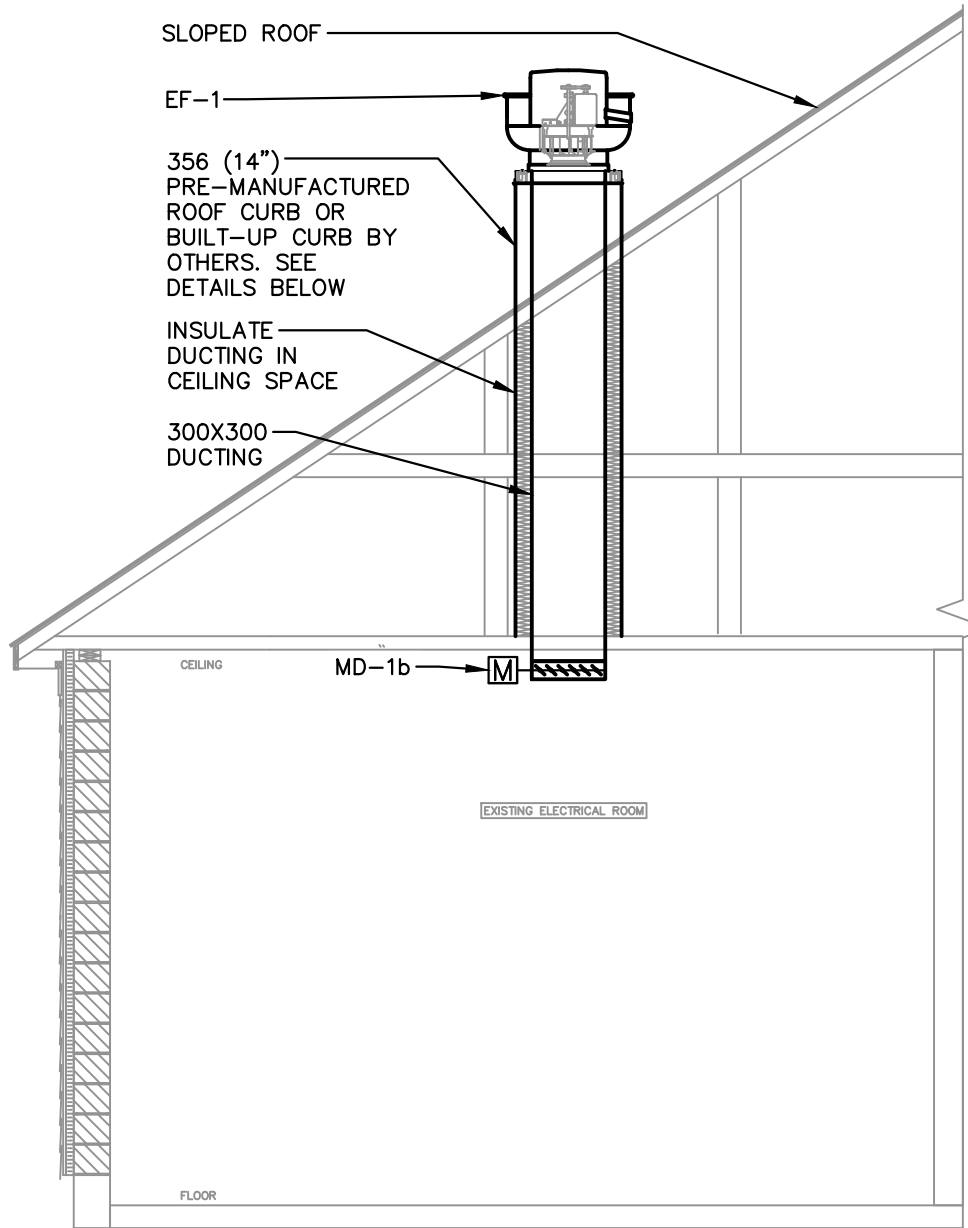 SLOPED ROOF
EF-1
356 (14")
PRE-MANUFACTURED
ROOF CURB OR
BUILT-UP CURB BY
OTHERS. SEE
DETAILS BELOW
INSULATE
DUCTING IN
CEILING SPACE
300X300
DUCTING
CEILING
MD-1b
M
EXISTING ELECTRICAL ROOM
FLOOR